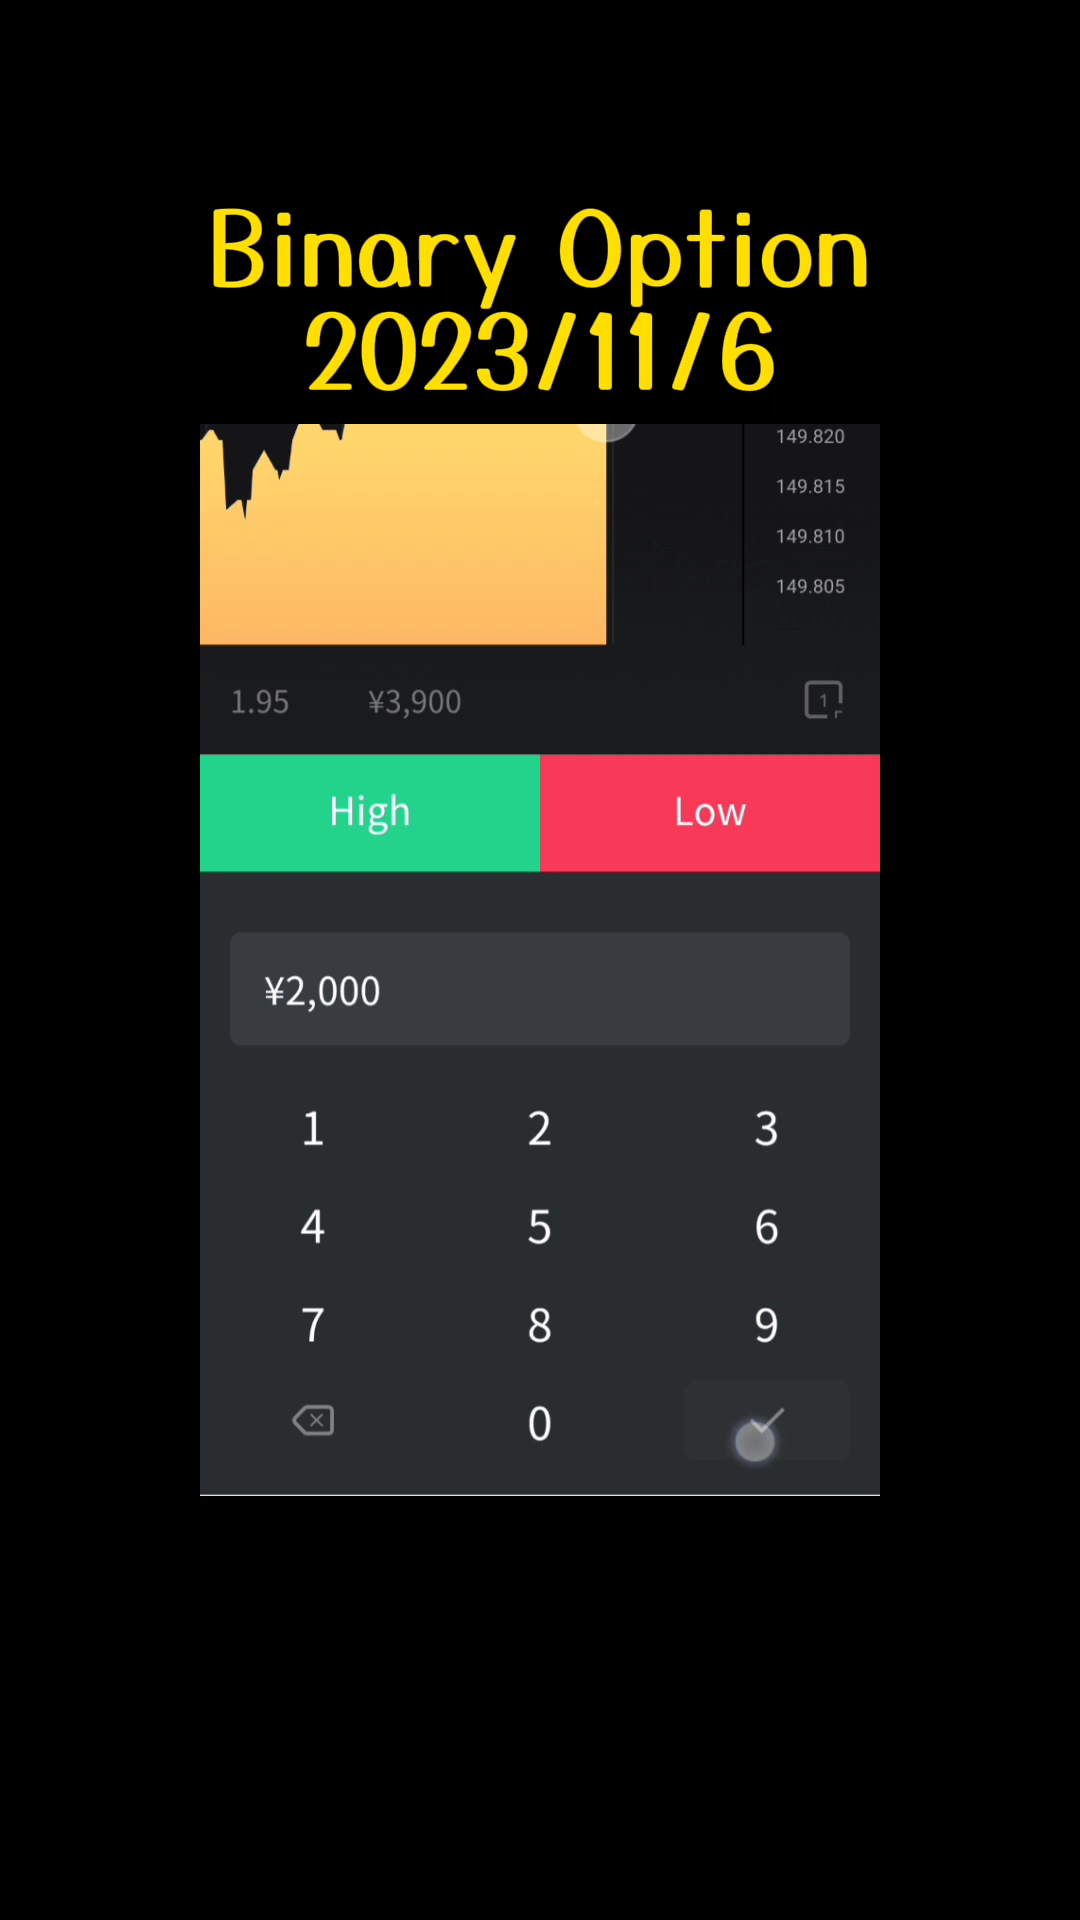 Binary Option
2023/11/6
149.820
149.815
149.810
149.805
1.95 ¥3,900 1
High Low
¥2,000
1 2 3
4 5 6
7 8 9
0